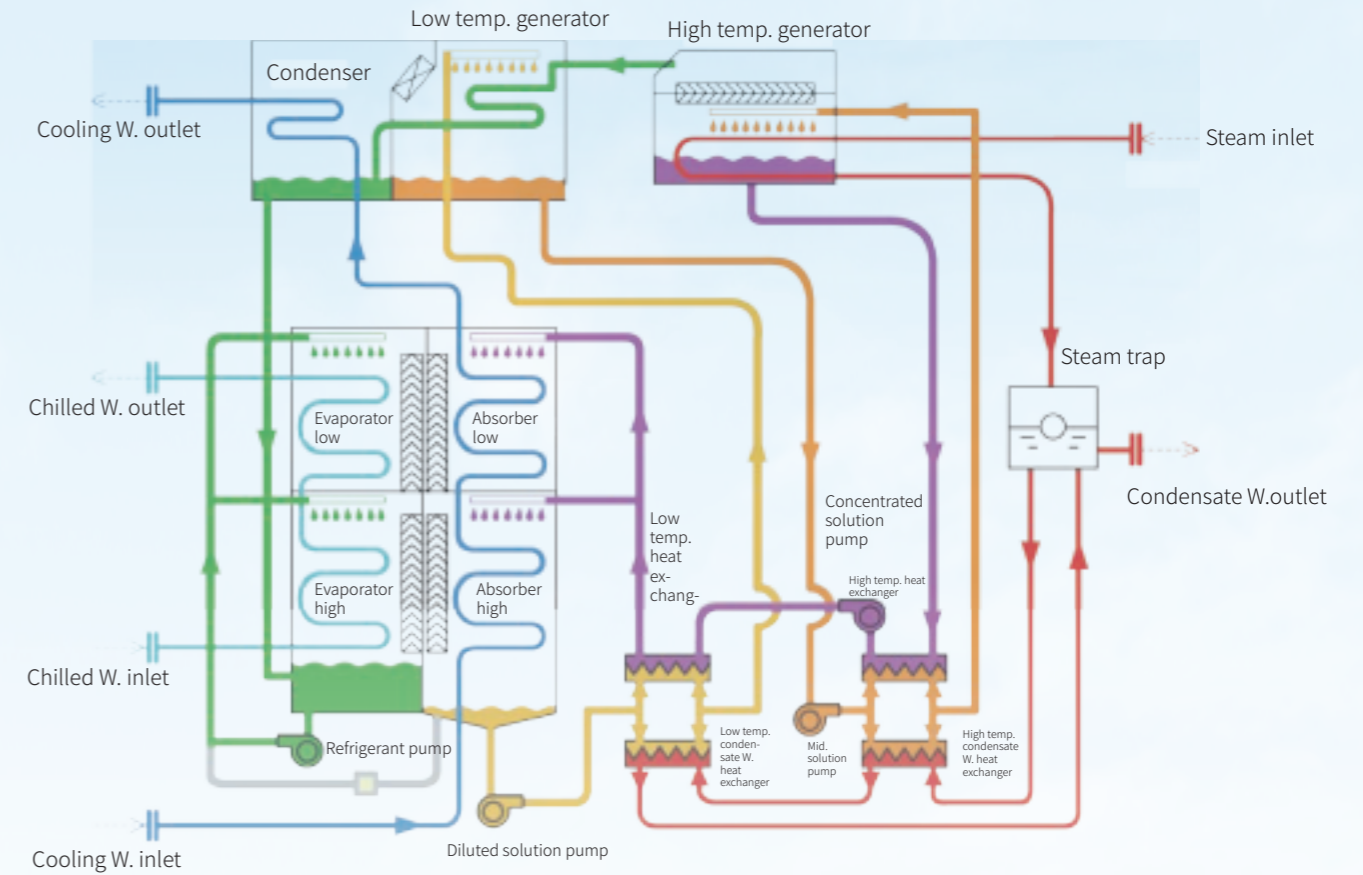 Low temp. generator
High temp. generator
Condenser
Cooling W. outlet
Steam inlet
Steam trap
Chilled W. outlet
Evaporator
low
Absorber
low
Condensate W.outlet
Concentrated
solution
pump
Low
temp.
heat
ex-
chang-
High temp. heat
exchanger
Evaporator
high
Absorber
high
Chilled W. inlet
Refrigerant pump
Low temp.
conden-
sate W.
heat
exchanger
Mid.
solution
pump
High temp.
condensate
W. heat
exchanger
Diluted solution pump
Cooling W. inlet